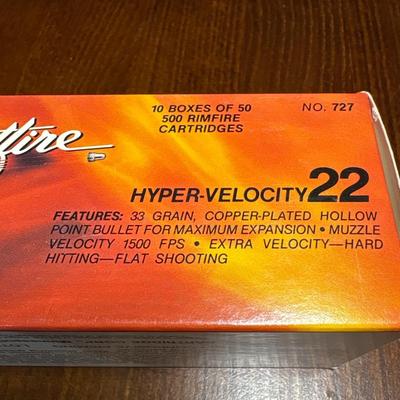 10 BOXES OF 50
500 RIMFIRE
CARTRIDGES
NO. 727
HYPER-VELOCITY 22
FEATURES: 33 GRAIN, COPPER-PLATED HOLLOW
POINT BULLET FOR MAXIMUM EXPANSION • MUZZLE
VELOCITY 1500 FPS • EXTRA VELOCITY—HARD
HITTING—FLAT SHOOTING